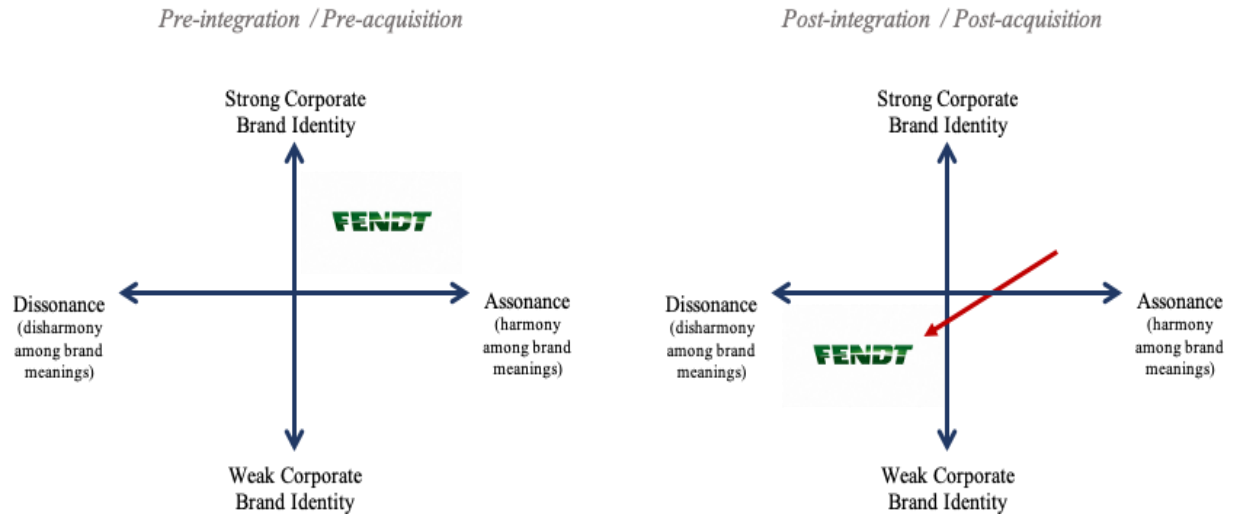 Pre-integration / Pre-acquisition
Strong Corporate
Brand Identity
FENDT
Dissonance
(disharmony
among brand
meanings)
Assonance
(harmony
among brand
meanings)
Weak Corporate
Brand Identity
Post-integration / Post-acquisition
Strong Corporate
Brand Identity
Dissonance
(disharmony
among brand
meanings)
FENDT
Assonance
(harmony
among brand
meanings)
Weak Corporate
Brand Identity